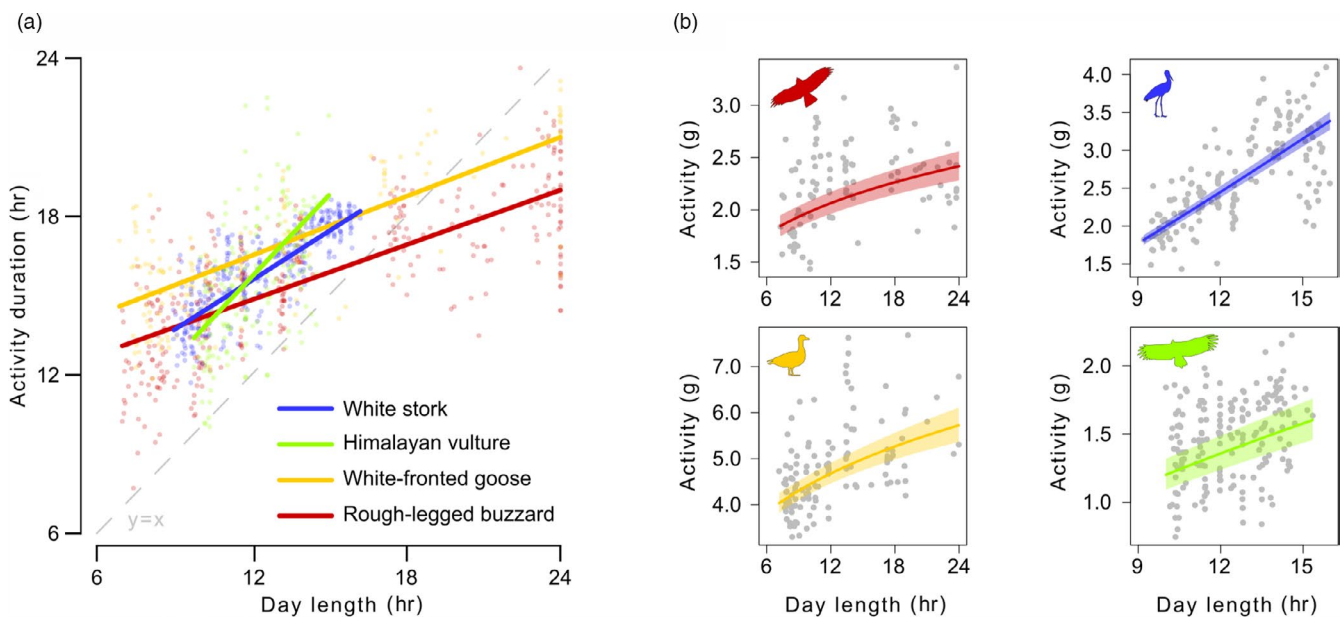 (a)
Activity duration (hr)
24
18
12
6
6
12
18
24
Day length (hr)
y=x
White stork
Himalayan vulture
White-fronted goose
Rough-legged buzzard
(b)
Activity (g)
3.0
2.5
2.0
1.5
6
12
18
24
Activity (g)
4.0
3.5
3.0
2.5
2.0
1.5
9
12
15
Activity (g)
7.0
6.0
5.0
4.0
6
12
18
24
Day length (hr)
Activity (g)
2.0
1.5
1.0
9
12
15
Day length (hr)